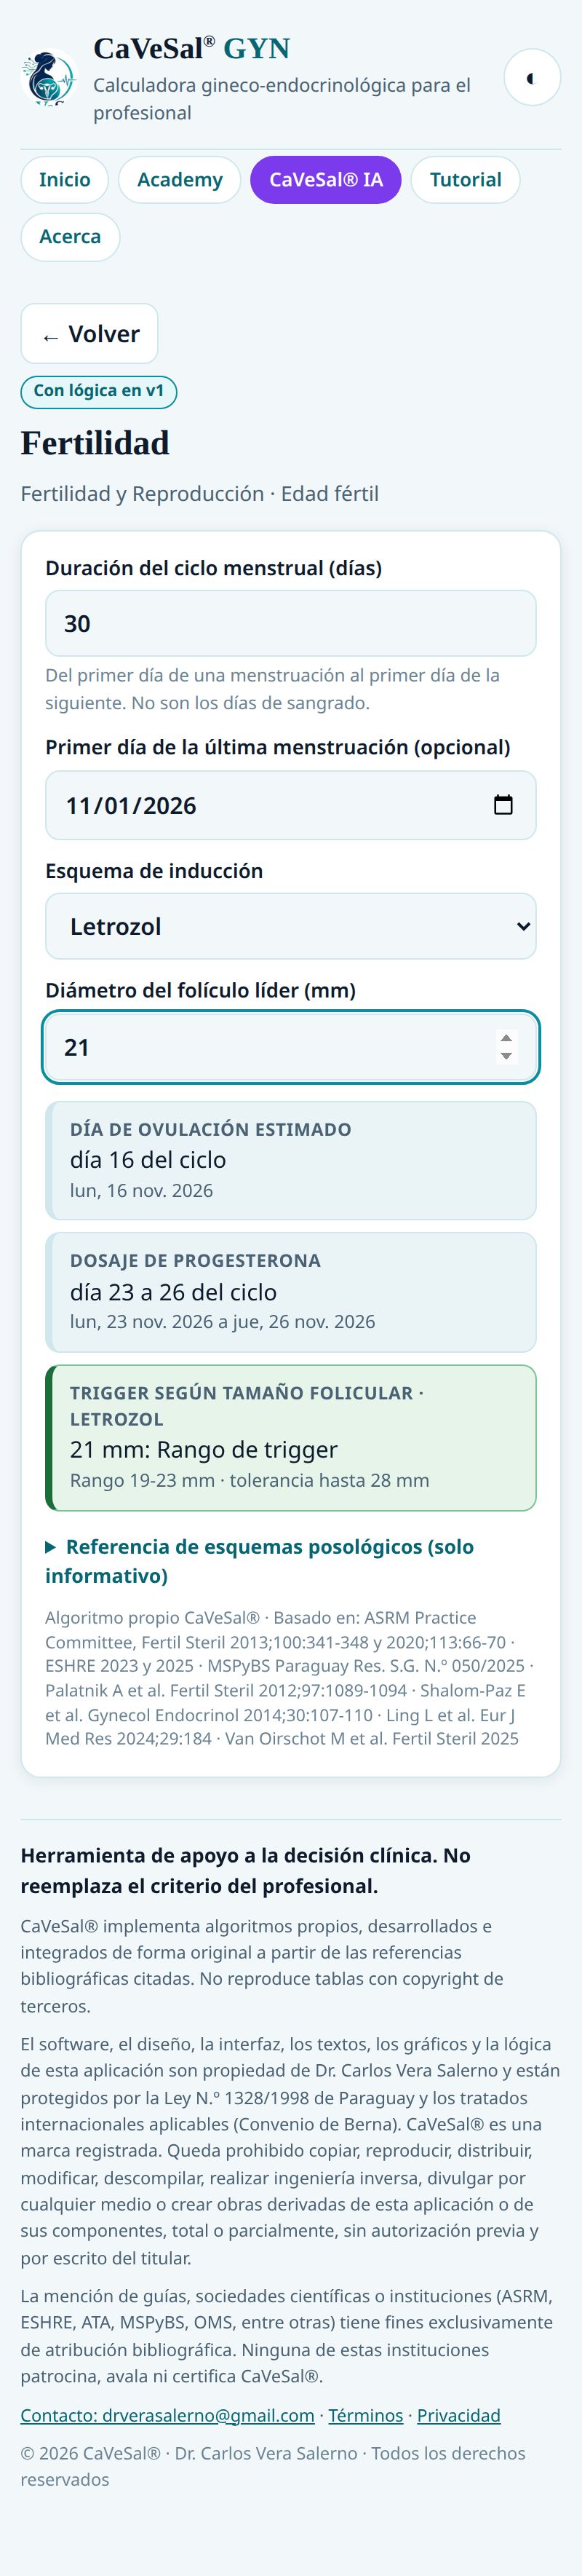 CaVeSal® GYN
Calculadora gineco-endocrinológica para el
profesional
Inicio
Academy
CaVeSal® IA
Tutorial
Acerca
← Volver
Con lógica en v1
Fertilidad
Fertilidad y Reproducción · Edad fértil
Duración del ciclo menstrual (días)
30
Del primer día de una menstruación al primer día de la
siguiente. No son los días de sangrado.
Primer día de la última menstruación (opcional)
11/01/2026
Esquema de inducción
Letrozol
Diámetro del folículo líder (mm)
21
DÍA DE OVULACIÓN ESTIMADO
día 16 del ciclo
lun, 16 nov. 2026
DOSAJE DE PROGESTERONA
día 23 a 26 del ciclo
lun, 23 nov. 2026 a jue, 26 nov. 2026
TRIGGER SEGÚN TAMAÑO FOLICULAR ·
LETROZOL
21 mm: Rango de trigger
Rango 19-23 mm · tolerancia hasta 28 mm
▶ Referencia de esquemas posológicos (solo
informativo)
Algoritmo propio CaVeSal® · Basado en: ASRM Practice
Committee, Fertil Steril 2013;100:341-348 y 2020;113:66-70 ·
ESHRE 2023 y 2025 · MSPyBS Paraguay Res. S.G. N.º 050/2025 ·
Palatnik A et al. Fertil Steril 2012;97:1089-1094 · Shalom-Paz E
et al. Gynecol Endocrinol 2014;30:107-110 · Ling L et al. Eur J
Med Res 2024;29:184 · Van Oirschot M et al. Fertil Steril 2025
Herramienta de apoyo a la decisión clínica. No
reemplaza el criterio del profesional.
CaVeSal® implementa algoritmos propios, desarrollados e
integrados de forma original a partir de las referencias
bibliográficas citadas. No reproduce tablas con copyright de
terceros.
El software, el diseño, la interfaz, los textos, los gráficos y la lógica
de esta aplicación son propiedad de Dr. Carlos Vera Salerno y están
protegidos por la Ley N.º 1328/1998 de Paraguay y los tratados
internacionales aplicables (Convenio de Berna). CaVeSal® es una
marca registrada. Queda prohibido copiar, reproducir, distribuir,
modificar, descompilar, realizar ingeniería inversa, divulgar por
cualquier medio o crear obras derivadas de esta aplicación o de
sus componentes, total o parcialmente, sin autorización previa y
por escrito del titular.
La mención de guías, sociedades científicas o instituciones (ASRM,
ESHRE, ATA, MSPyBS, OMS, entre otras) tiene fines exclusivamente
de atribución bibliográfica. Ninguna de estas instituciones
patrocina, avala ni certifica CaVeSal®.
Contacto: drverasalerno@gmail.com · Términos · Privacidad
© 2026 CaVeSal® · Dr. Carlos Vera Salerno · Todos los derechos
reservados